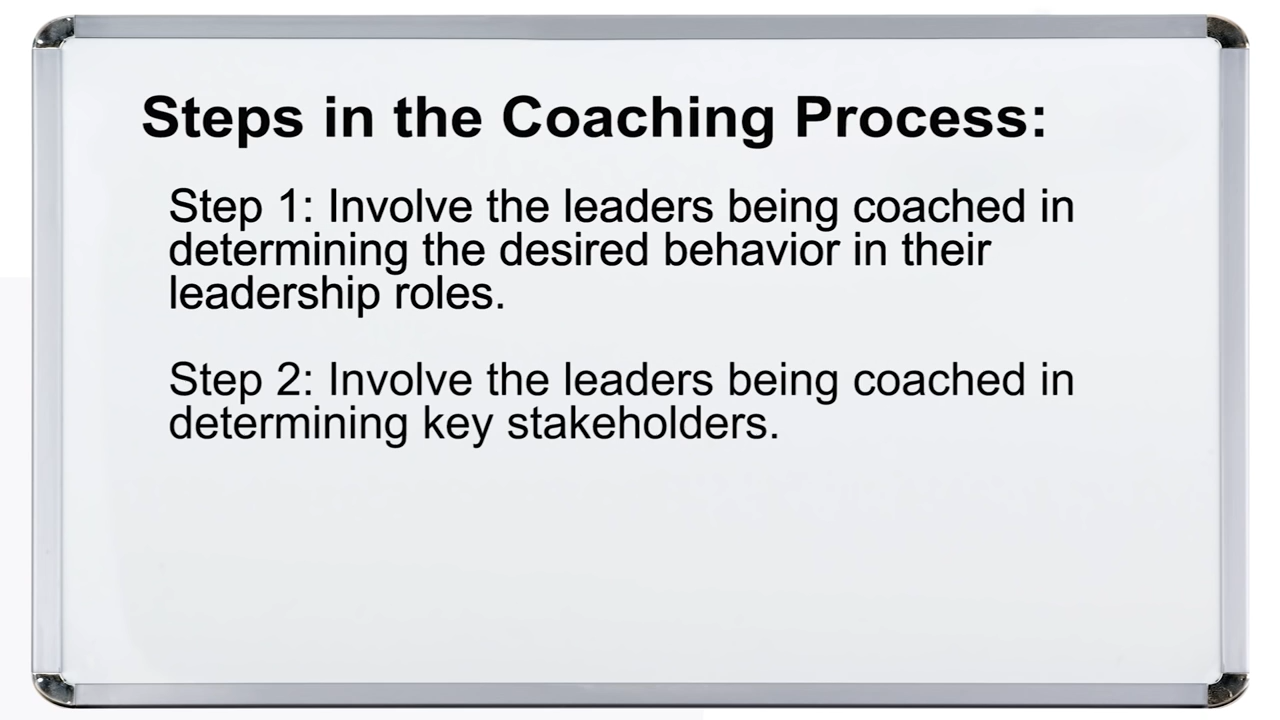 Steps in the Coaching Process:
Step 1: Involve the leaders being coached in
determining the desired behavior in their
leadership roles.
Step 2: Involve the leaders being coached in
determining key stakeholders.